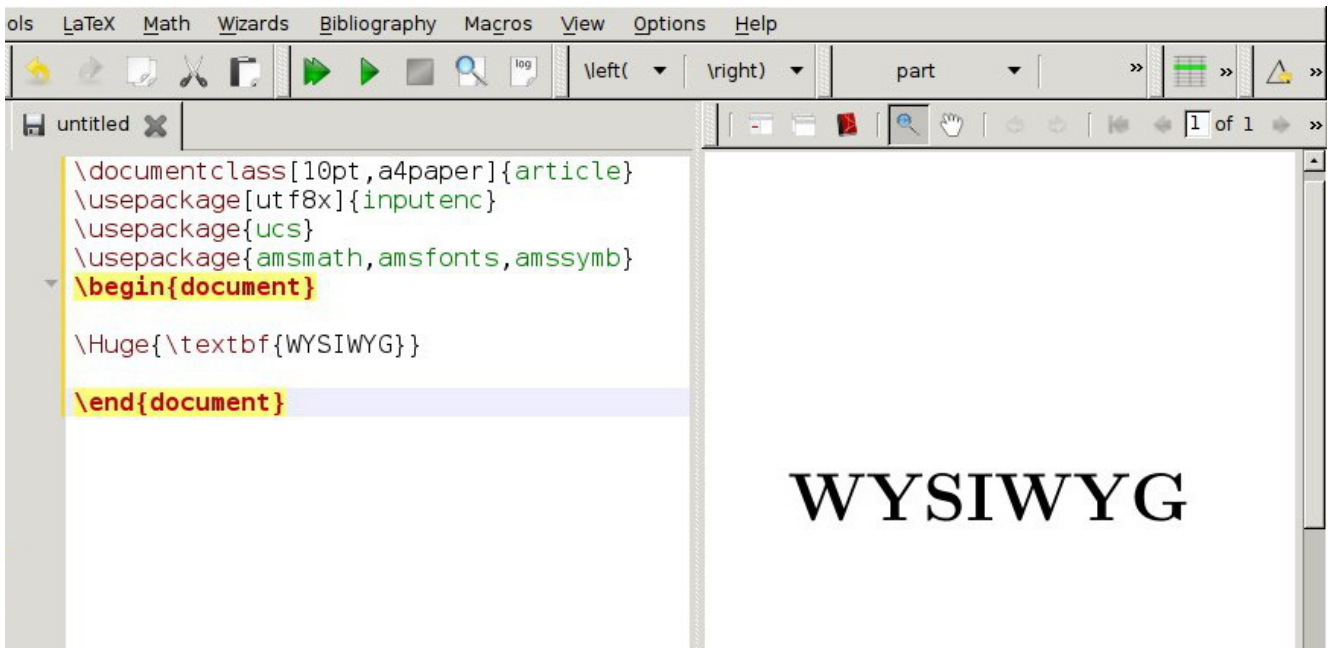 ols LaTeX Math Wizards Bibliography Macros View Options Help
log \left( \right) part » » »
untitled 1 of 1 »
\documentclass[10pt,a4paper]{article}
\usepackage[utf8x]{inputenc}
\usepackage{ucs}
\usepackage{amsmath,amsfonts,amssymb}
\begin{document}
\Huge{\textbf{WYSIWYG}}
\end{document}
WYSIWYG